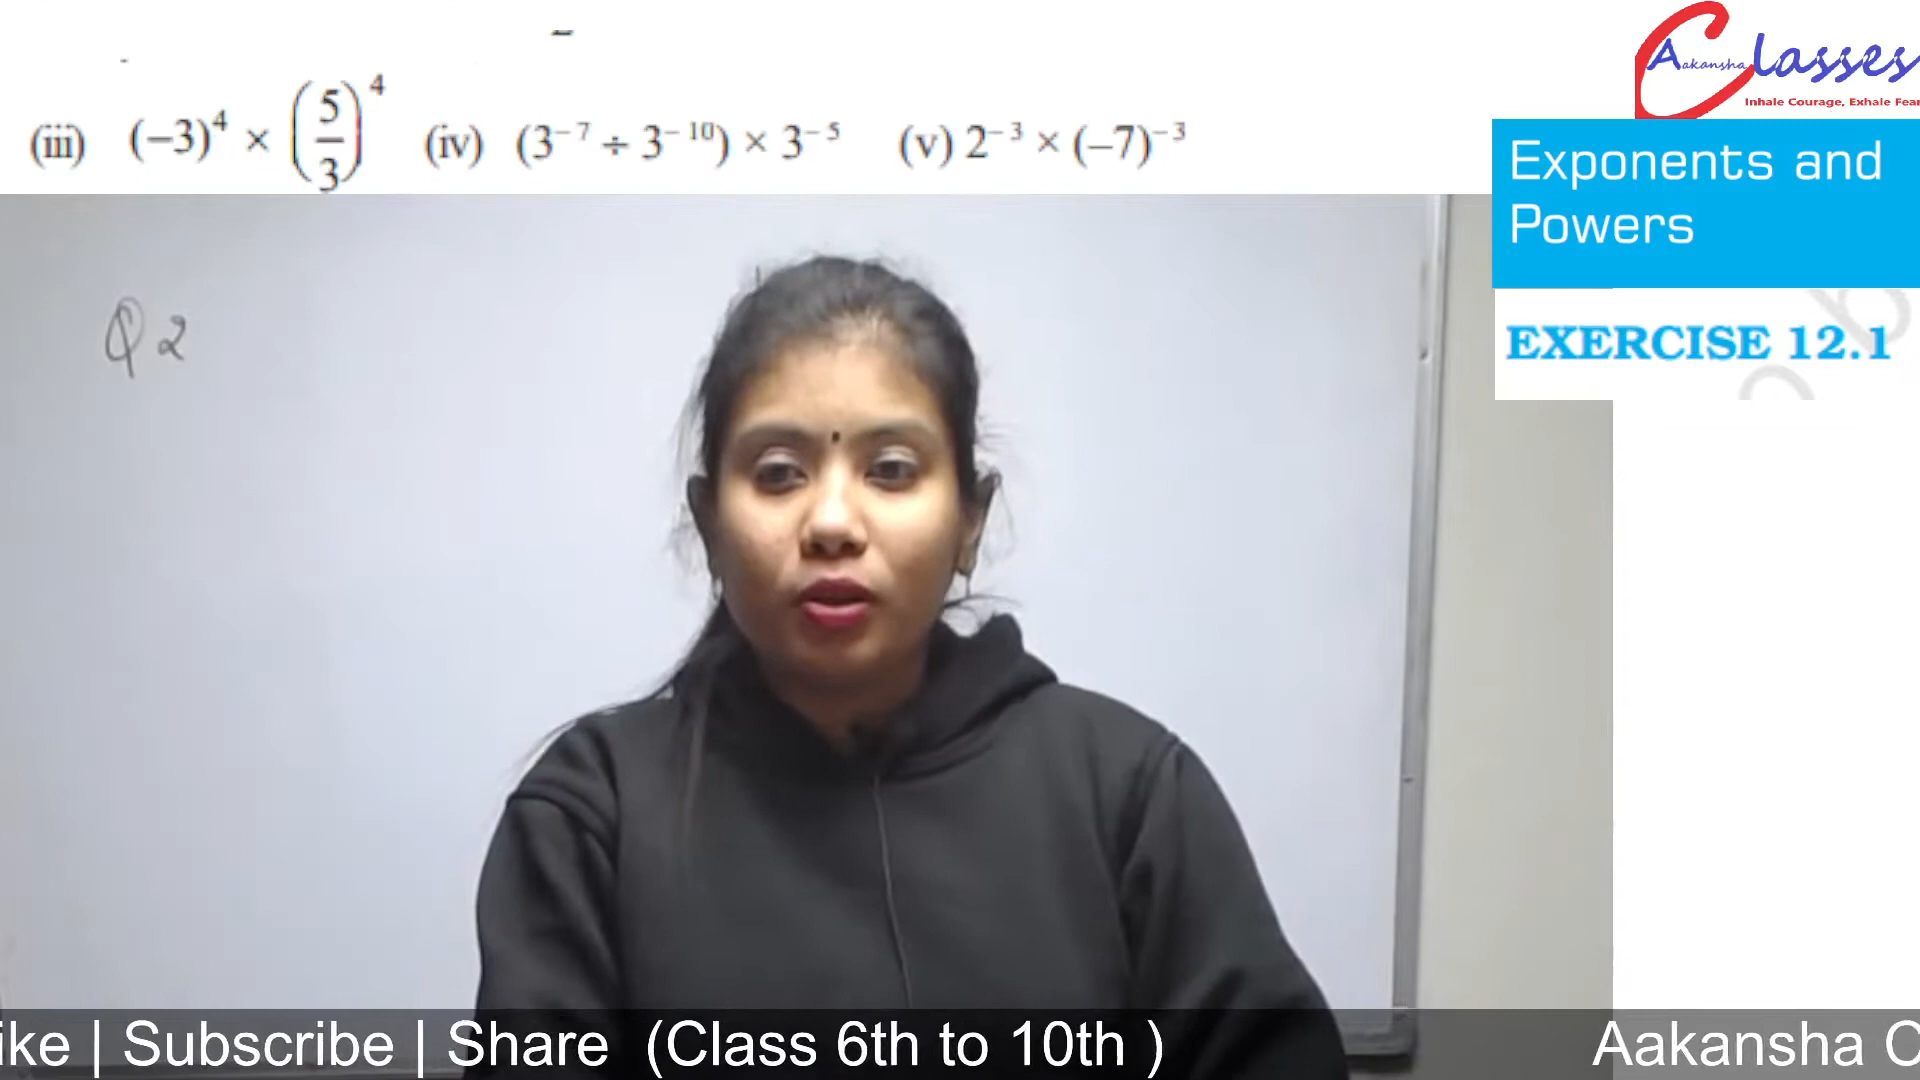 Aakansha Classes
Inhale Courage, Exhale Fear
(iii) (–3)⁴ × (5/3)⁴ (iv) (3⁻⁷ ÷ 3⁻¹⁰) × 3⁻⁵ (v) 2⁻³ × (–7)⁻³
Exponents and
Powers
EXERCISE 12.1
Q 2
ike | Subscribe | Share (Class 6th to 10th ) Aakansha C